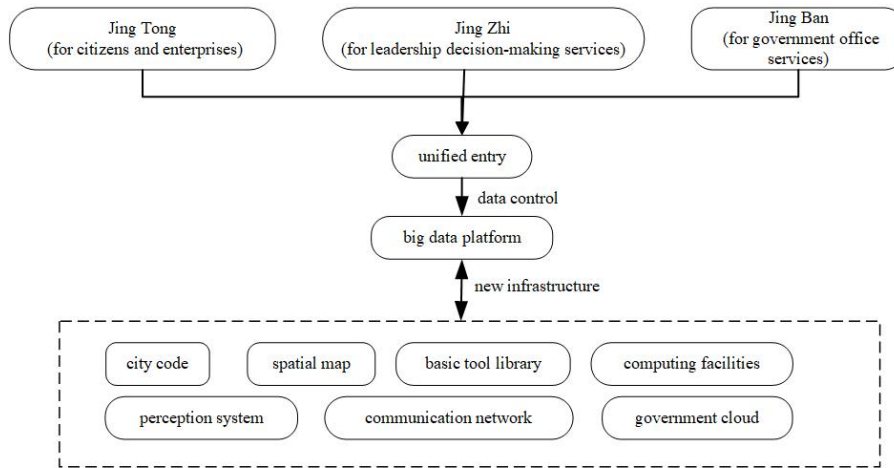 Jing Tong
(for citizens and enterprises)
Jing Zhi
(for leadership decision-making services)
Jing Ban
(for government office
services)
unified entry
data control
big data platform
new infrastructure
city code
spatial map
basic tool library
computing facilities
perception system
communication network
government cloud